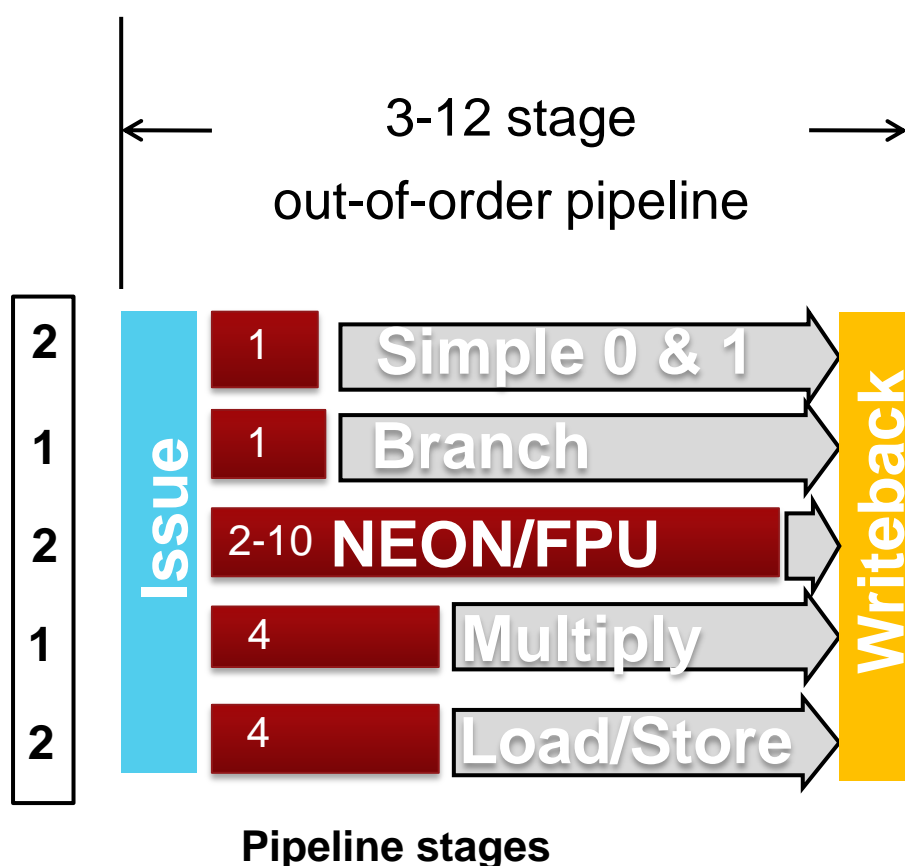 3-12 stage
out-of-order pipeline
Issue
Writeback
2
1
Simple 0 & 1
1
1
Branch
2
2-10
NEON/FPU
1
4
Multiply
2
4
Load/Store
Pipeline stages